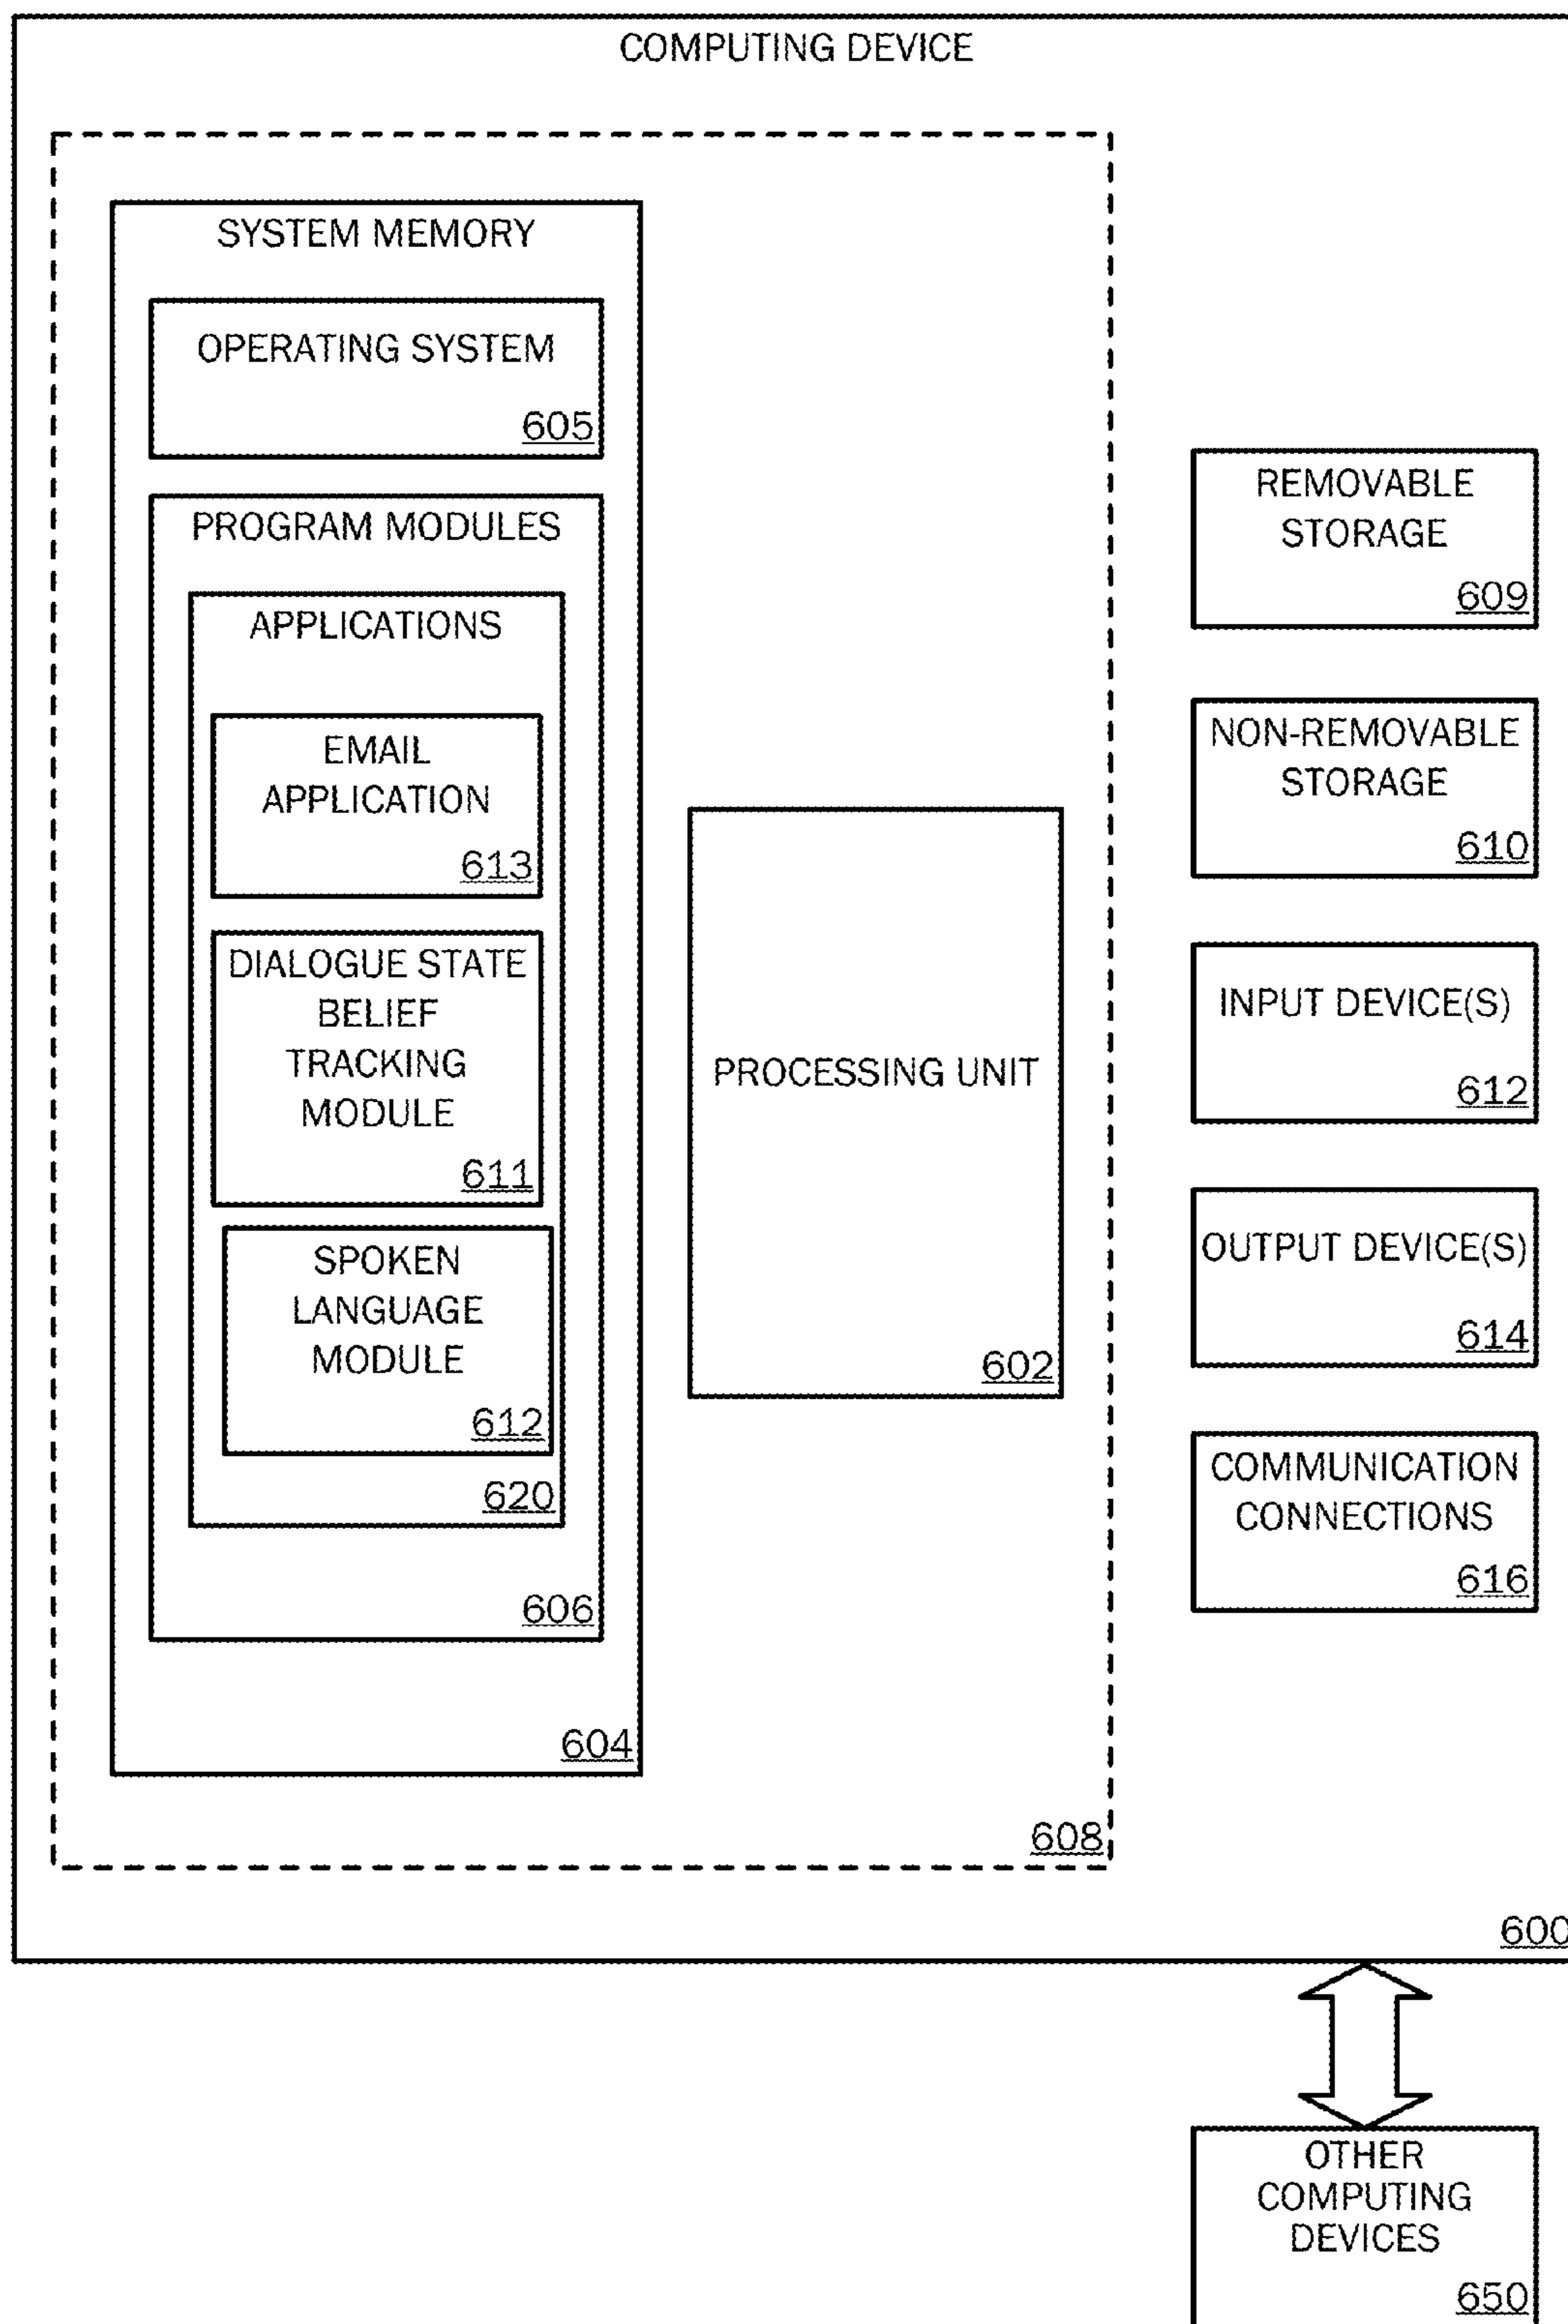 COMPUTING DEVICE
SYSTEM MEMORY
OPERATING SYSTEM
605
PROGRAM MODULES
APPLICATIONS
EMAIL
APPLICATION
613
DIALOGUE STATE
BELIEF
TRACKING
MODULE
611
SPOKEN
LANGUAGE
MODULE
612
620
606
604
PROCESSING UNIT
602
608
REMOVABLE
STORAGE
609
NON-REMOVABLE
STORAGE
610
INPUT DEVICE(S)
612
OUTPUT DEVICE(S)
614
COMMUNICATION
CONNECTIONS
616
600
OTHER
COMPUTING
DEVICES
650